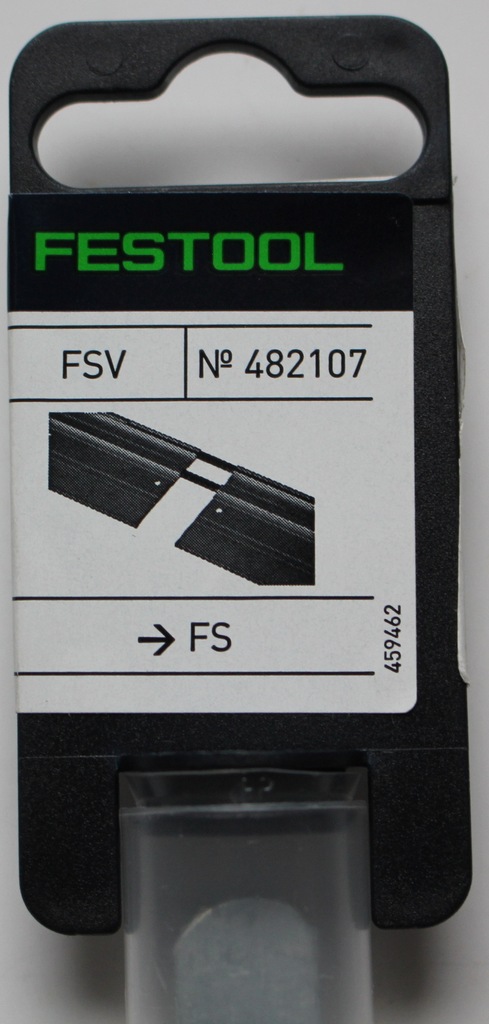 FESTOOL
FSV Nº 482107
→ FS
459462